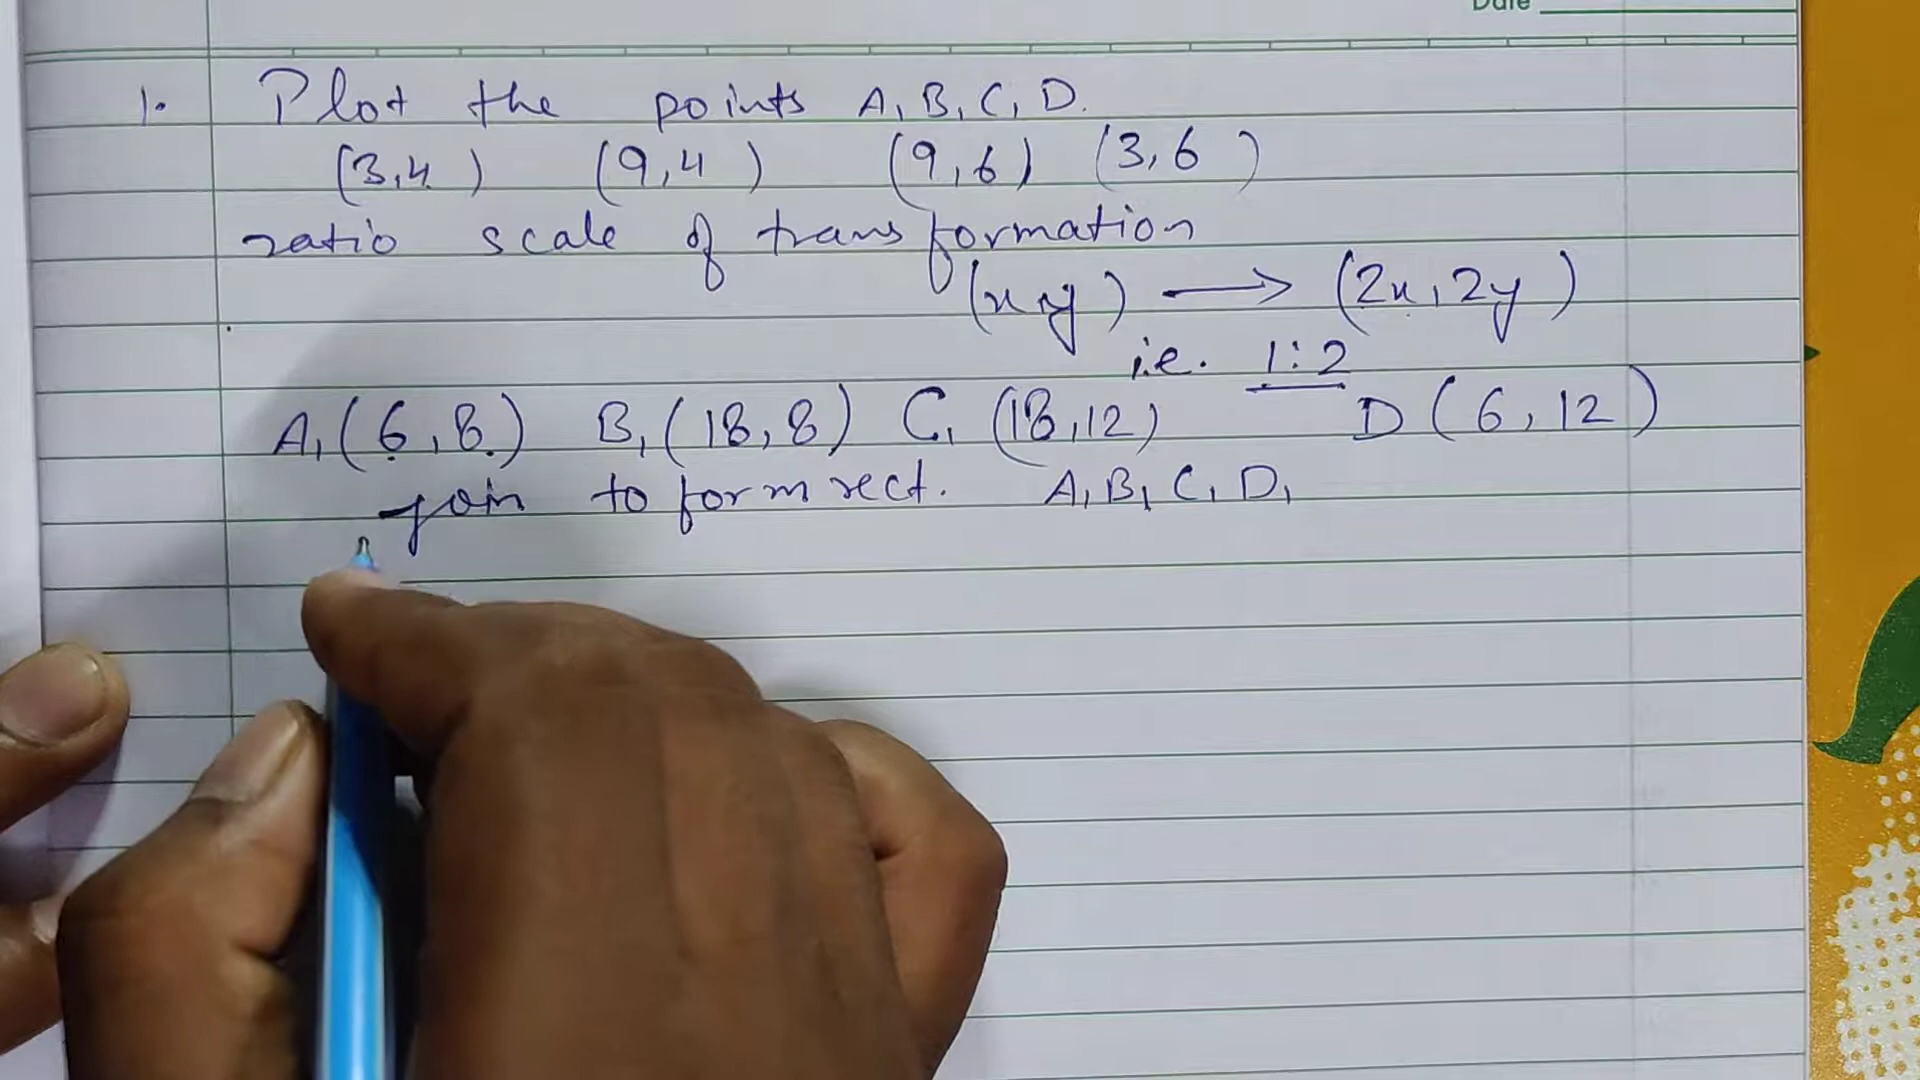 Date
1. Plot the points A, B, C, D.
(3,4) (9,4) (9,6) (3,6)
ratio scale of transformation
(x,y) → (2x, 2y)
i.e. 1:2
A₁(6,8) B₁(18,8) C₁(18,12) D(6,12)
join to form rect. A₁B₁C₁D₁